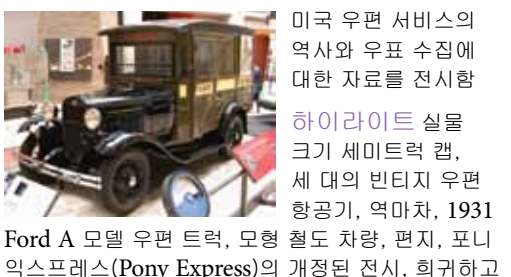 미국 우편 서비스의
역사와 우표 수집에
대한 자료를 전시함
하이라이트 실물
크기 세미트럭 캡,
세 대의 빈티지 우편
항공기, 역마차, 1931
Ford A 모델 우편 트럭, 모형 철도 차량, 편지, 포니
익스프레스(Pony Express)의 개정된 전시, 희귀하고